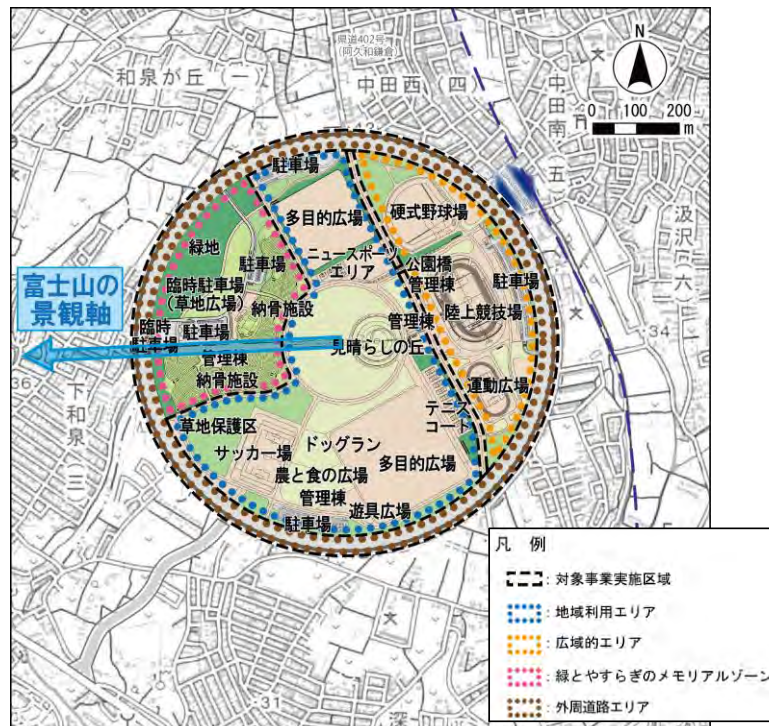 県道402号
(阿久和鎌倉)
和泉が丘(一)
中田西(四)
中田南(五)
N
0 100 200
m
汲沢(六)
駐車場
多目的広場
硬式野球場
緑地
ニュースポーツ
エリア
駐車場
公園橋
管理棟
駐車場
臨時駐車場
(草地広場)
納骨施設
陸上競技場
富士山の
景観軸
臨時
駐車場
駐車場
管理棟
管理棟
見晴らしの丘
納骨施設
運動広場
34
36
下和泉(三)
草地保護区
テニス
コート
サッカー場
ドッグラン
農と食の広場
多目的広場
管理棟
遊具広場
駐車場
31
深
凡 例
:対象事業実施区域
:地域利用エリア
:広域的エリア
:緑とやすらぎのメモリアルゾーン
:外周道路エリア